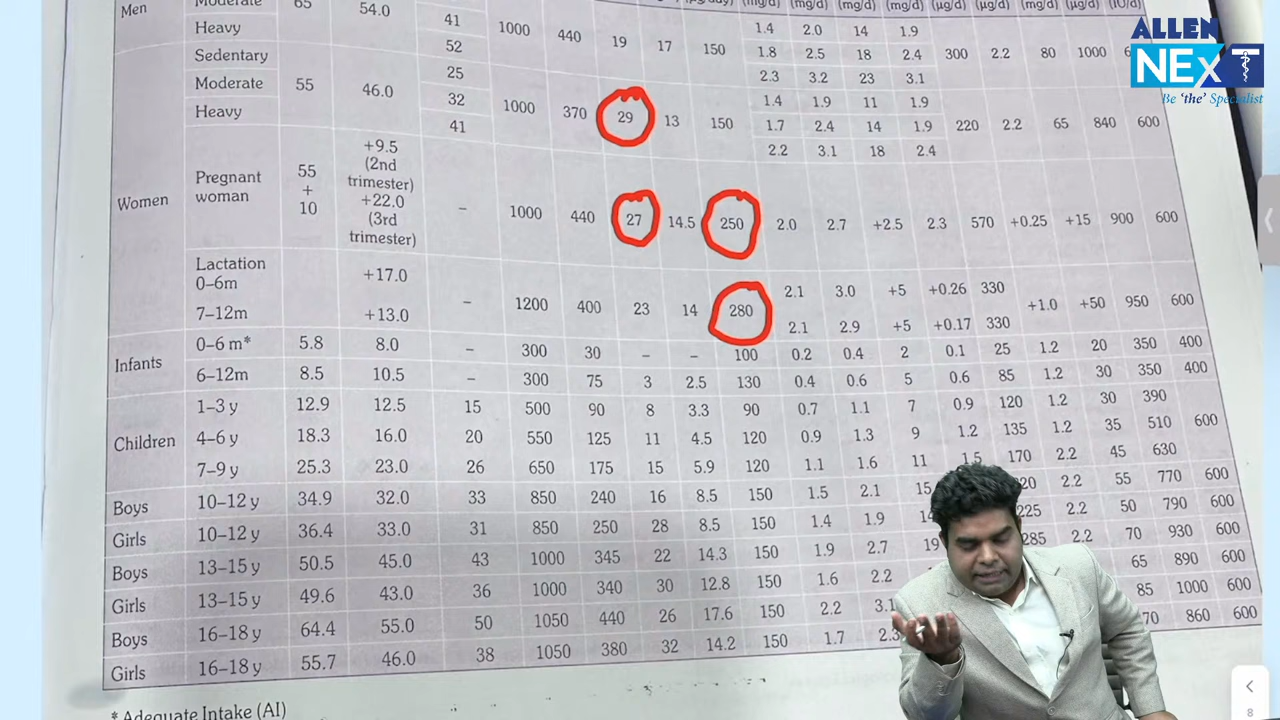 Moderate 65 54.0
Men Heavy 41 1000 440 19 17 150 1.4 2.0 14 1.9
Sedentary 52 1.8 2.5 18 2.4 300 2.2 80 1000
Moderate 55 46.0 25 2.3 3.2 23 3.1
Heavy 32 1000 370 29 13 150 1.4 1.9 11 1.9
41 1.7 2.4 14 1.9 220 2.2 65 840 600
2.2 3.1 18 2.4
Women Pregnant woman 55 + 10 +9.5 (2nd trimester) +22.0 (3rd trimester) – 1000 440 27 14.5 250 2.0 2.7 +2.5 2.3 570 +0.25 +15 900 600
Lactation
0–6m +17.0 – 1200 400 23 14 280 2.1 3.0 +5 +0.26 330 +1.0 +50 950 600
7–12m +13.0 2.1 2.9 +5 +0.17 330
Infants 0–6 m* 5.8 8.0 – 300 30 – – 100 0.2 0.4 2 0.1 25 1.2 20 350 400
6–12m 8.5 10.5 – 300 75 3 2.5 130 0.4 0.6 5 0.6 85 1.2 30 350 400
Children 1–3 y 12.9 12.5 15 500 90 8 3.3 90 0.7 1.1 7 0.9 120 1.2 30 390
4–6 y 18.3 16.0 20 550 125 11 4.5 120 0.9 1.3 9 1.2 135 1.2 35 510 600
7–9 y 25.3 23.0 26 650 175 15 5.9 120 1.1 1.6 11 1.5 170 2.2 45 630
Boys 10–12 y 34.9 32.0 33 850 240 16 8.5 150 1.5 2.1 15 2.2 55 770 600
Girls 10–12 y 36.4 33.0 31 850 250 28 8.5 150 1.4 1.9 225 2.2 50 790 600
Boys 13–15 y 50.5 45.0 43 1000 345 22 14.3 150 1.9 2.7 19 285 2.2 70 930 600
Girls 13–15 y 49.6 43.0 36 1000 340 30 12.8 150 1.6 2.2 65 890 600
Boys 16–18 y 64.4 55.0 50 1050 440 26 17.6 150 2.2 3.1 85 1000 600
Girls 16–18 y 55.7 46.0 38 1050 380 32 14.2 150 1.7 2.3 70 860 600
* Adequate Intake (AI)
ALLEN
NExT
Be 'the' Specialist
8